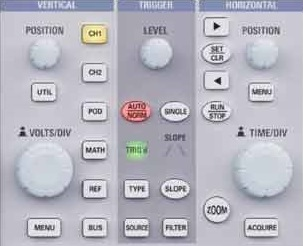 VERTICAL
TRIGGER
HORIZONTAL
POSITION
CH1
LEVEL
POSITION
SET
CLR
CH2
UTIL
MENU
POD
AUTO
NORM
SINGLE
RUN
STOP
VOLTS/DIV
MATH
TRIG'd
SLOPE
TIME/DIV
REF
TYPE
SLOPE
ZOOM
MENU
BUS
SOURCE
FILTER
ACQUIRE